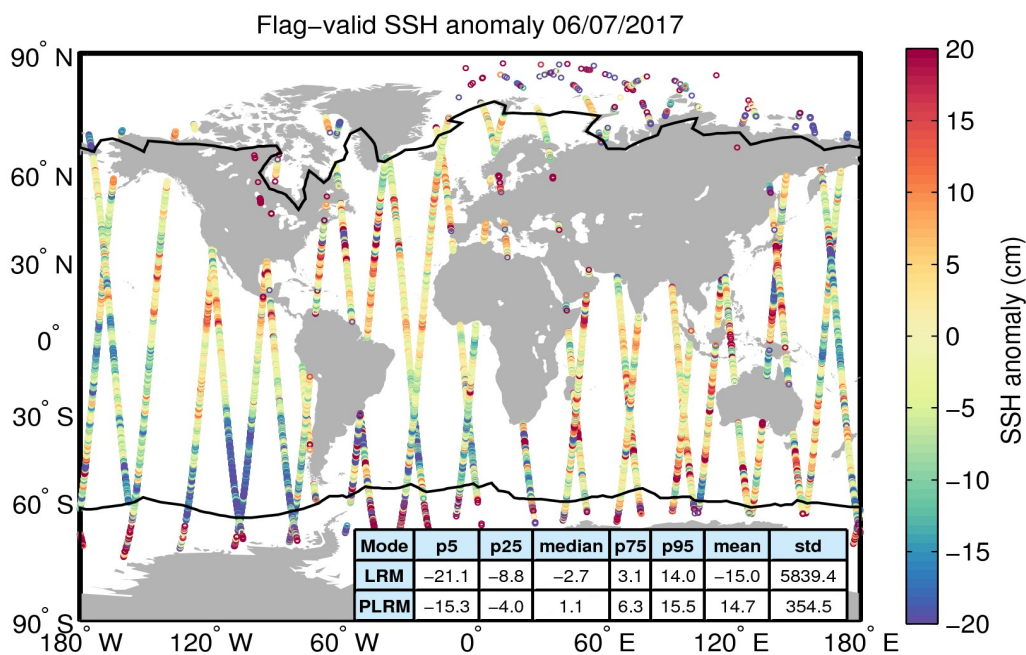 Flag−valid SSH anomaly 06/07/2017
90° N
60° N
30° N
0°
30° S
60° S
90° S
180° W
120° W
60° W
0°
60° E
120° E
180° E
Mode p5 p25 median p75 p95 mean std
LRM −21.1 −8.8 −2.7 3.1 14.0 −15.0 5839.4
PLRM −15.3 −4.0 1.1 6.3 15.5 14.7 354.5
20
15
10
5
0
−5
−10
−15
−20
SSH anomaly (cm)